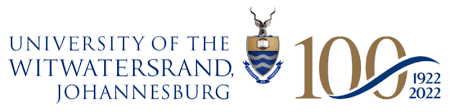 UNIVERSITY OF THE
WITWATERSRAND,
JOHANNESBURG
100
1922
2022